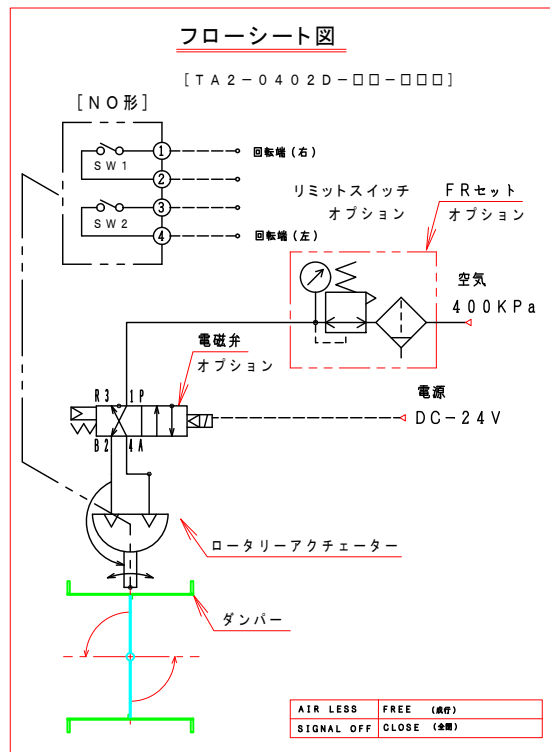 フローシート図
[TA2-0402D-□□-□□□]
[NO形]
SW1
SW2
1
2
3
4
回転端(右)
回転端(左)
リミットスイッチ
オプション
FRセット
オプション
空気
400KPa
電磁弁
オプション
R3 1P
B2 4A
電源
DC-24V
ロータリーアクチェーター
ダンパー
AIR LESS FREE
SIGNAL OFF CLOSE (全閉)